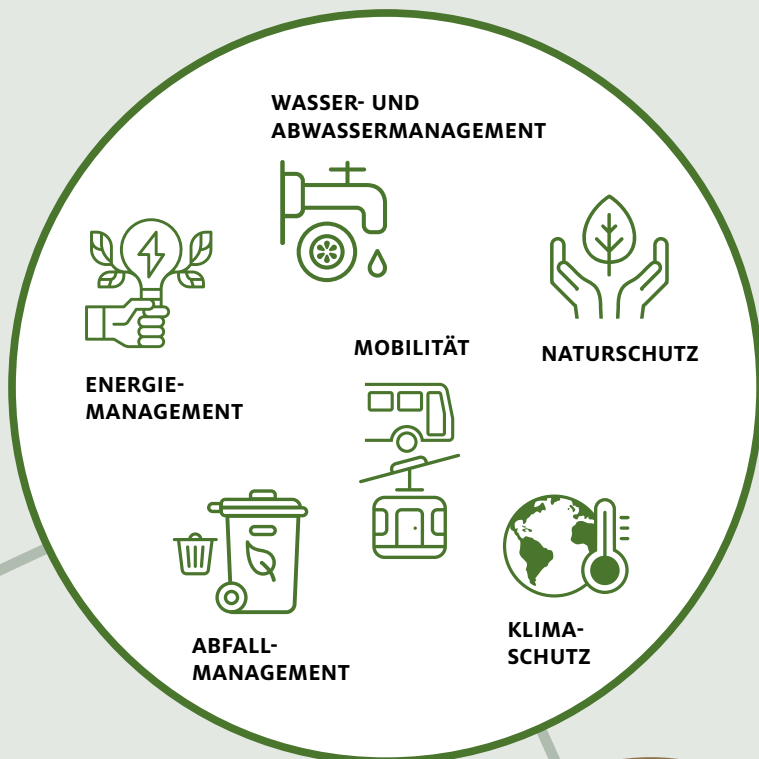 WASSER- UND
ABWASSERMANAGEMENT
MOBILITÄT
NATURSCHUTZ
ENERGIE-
MANAGEMENT
KLIMA-
SCHUTZ
ABFALL-
MANAGEMENT